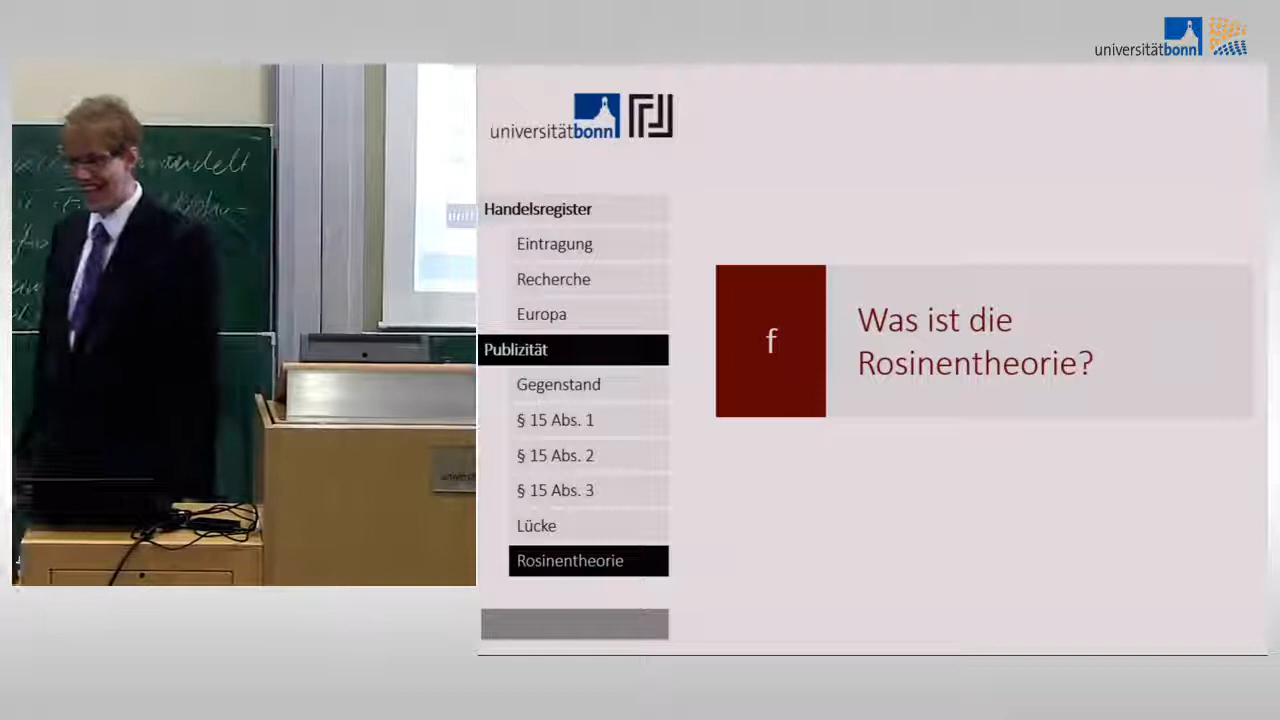 universitätbonn
universitätbonn
Handelsregister
Eintragung
Recherche
Europa
Publizität
Gegenstand
§ 15 Abs. 1
§ 15 Abs. 2
§ 15 Abs. 3
Lücke
Rosinentheorie
f
Was ist die
Rosinentheorie?